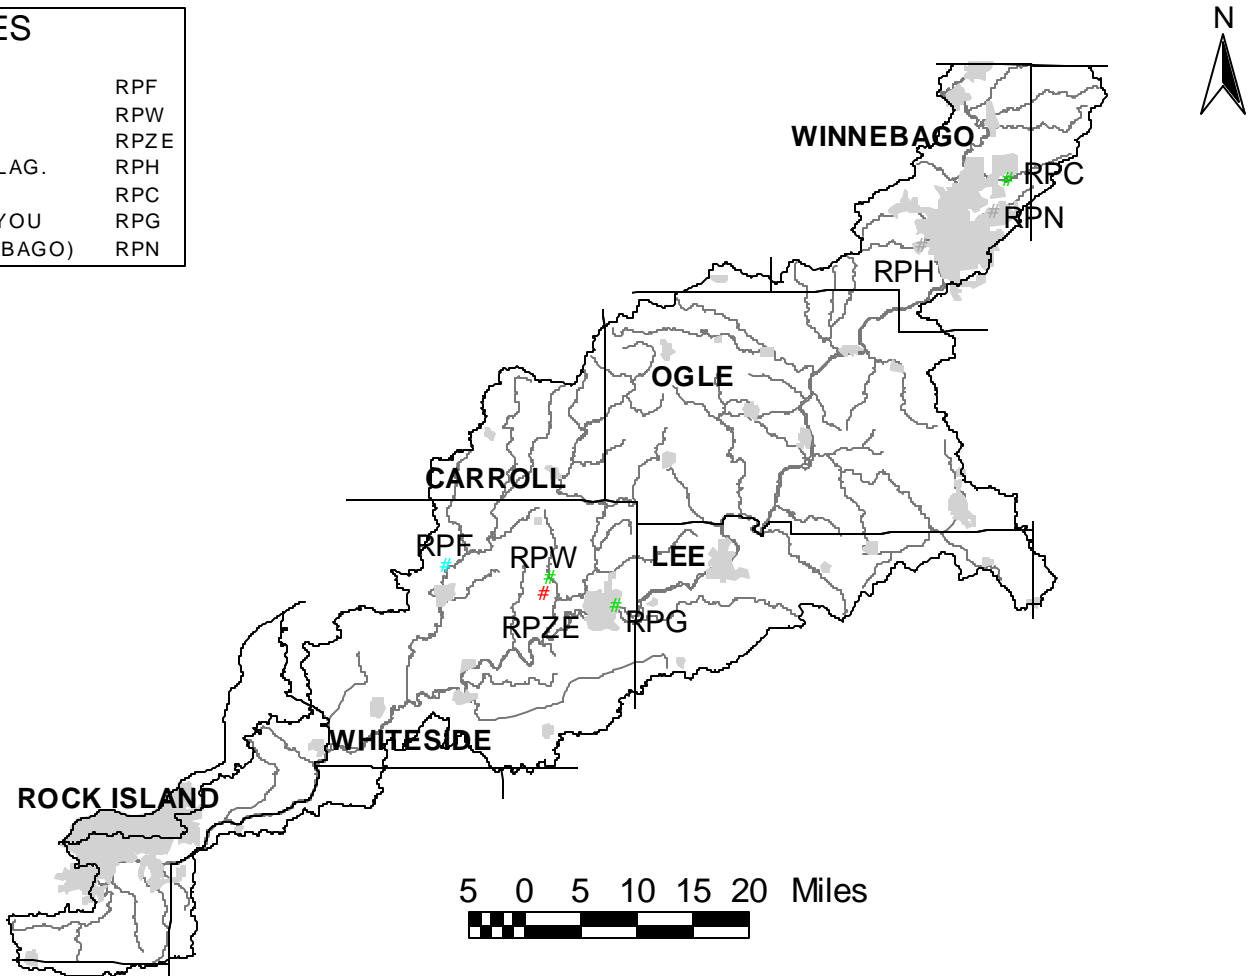 ES
RPF
RPW
RPZE
LAG. RPH
RPC
YOU RPG
BAGO) RPN
N
WINNEBAGO
# RPC
# RPN
#
RPH
OGLE
CARROLL
RPF
#
RPW
#
#
LEE
RPZE
# RPG
WHITESIDE
ROCK ISLAND
5 0 5 10 15 20 Miles